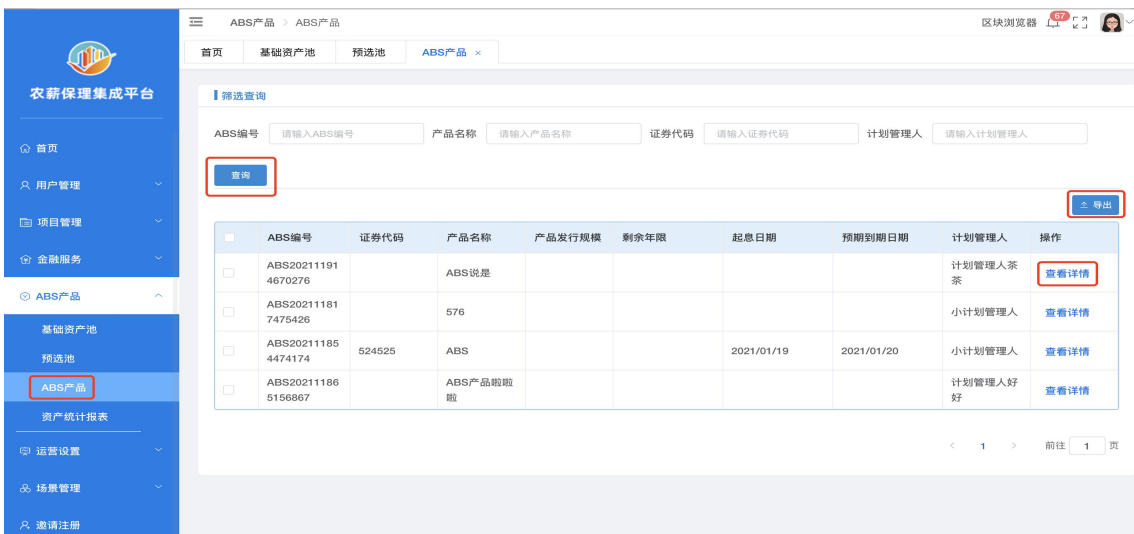 ABS产品 > ABS产品
区块浏览器 67
首页 基础资产池 预选池 ABS产品 ×
农薪保理集成平台
首页
用户管理
项目管理
金融服务
ABS产品
基础资产池
预选池
ABS产品
资产统计报表
运营设置
场景管理
邀请注册
筛选查询
ABS编号 请输入ABS编号 产品名称 请输入产品名称 证券代码 请输入证券代码 计划管理人 请输入计划管理人
查询
导出
ABS编号 证券代码 产品名称 产品发行规模 剩余年限 起息日期 预期到期日期 计划管理人 操作
ABS20211191 计划管理人茶
4670276 ABS说是 茶 查看详情
ABS20211181
7475426 576 小计划管理人 查看详情
ABS20211185
4474174 524525 ABS 2021/01/19 2021/01/20 小计划管理人 查看详情
ABS20211186 ABS产品啦啦 计划管理人好
5156867 啦 好 查看详情
< 1 > 前往 1 页